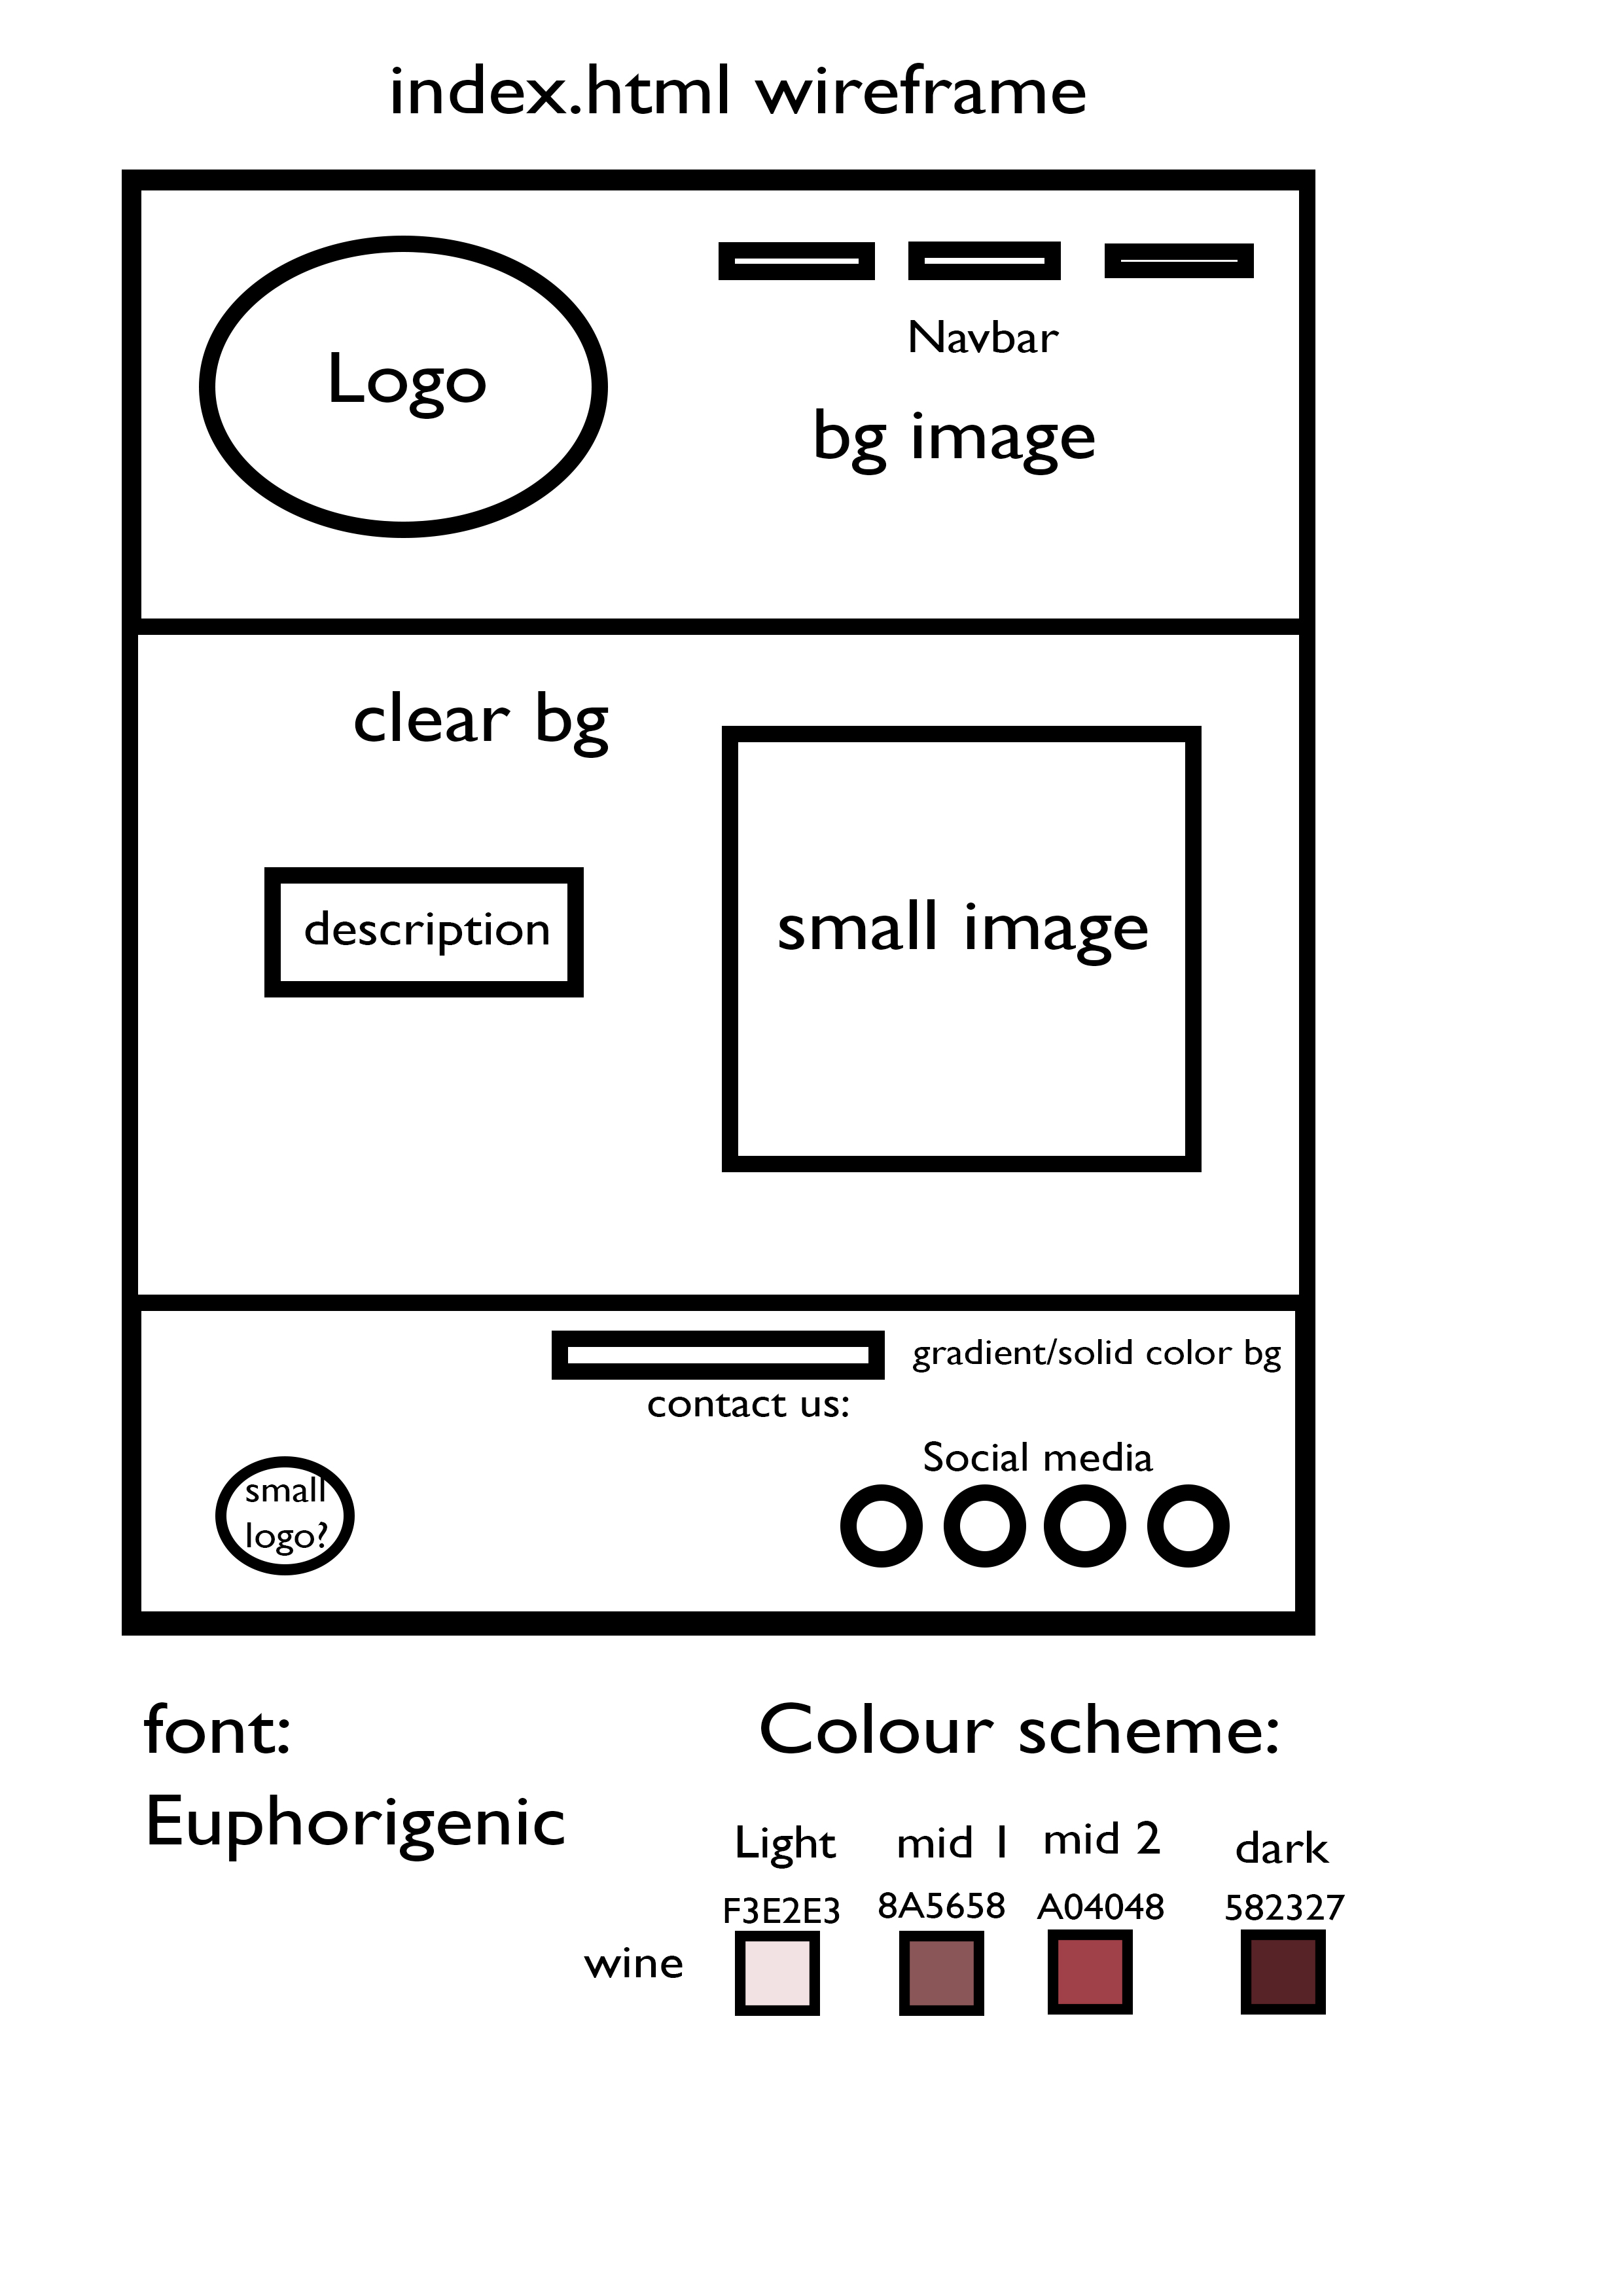 index.html wireframe
Logo
Navbar
bg image
clear bg
description
small image
gradient/solid color bg
contact us:
Social media
small
logo?
font:
Euphorigenic
Colour scheme:
Light mid 1 mid 2 dark
F3E2E3 8A5658 A04048 582327
wine